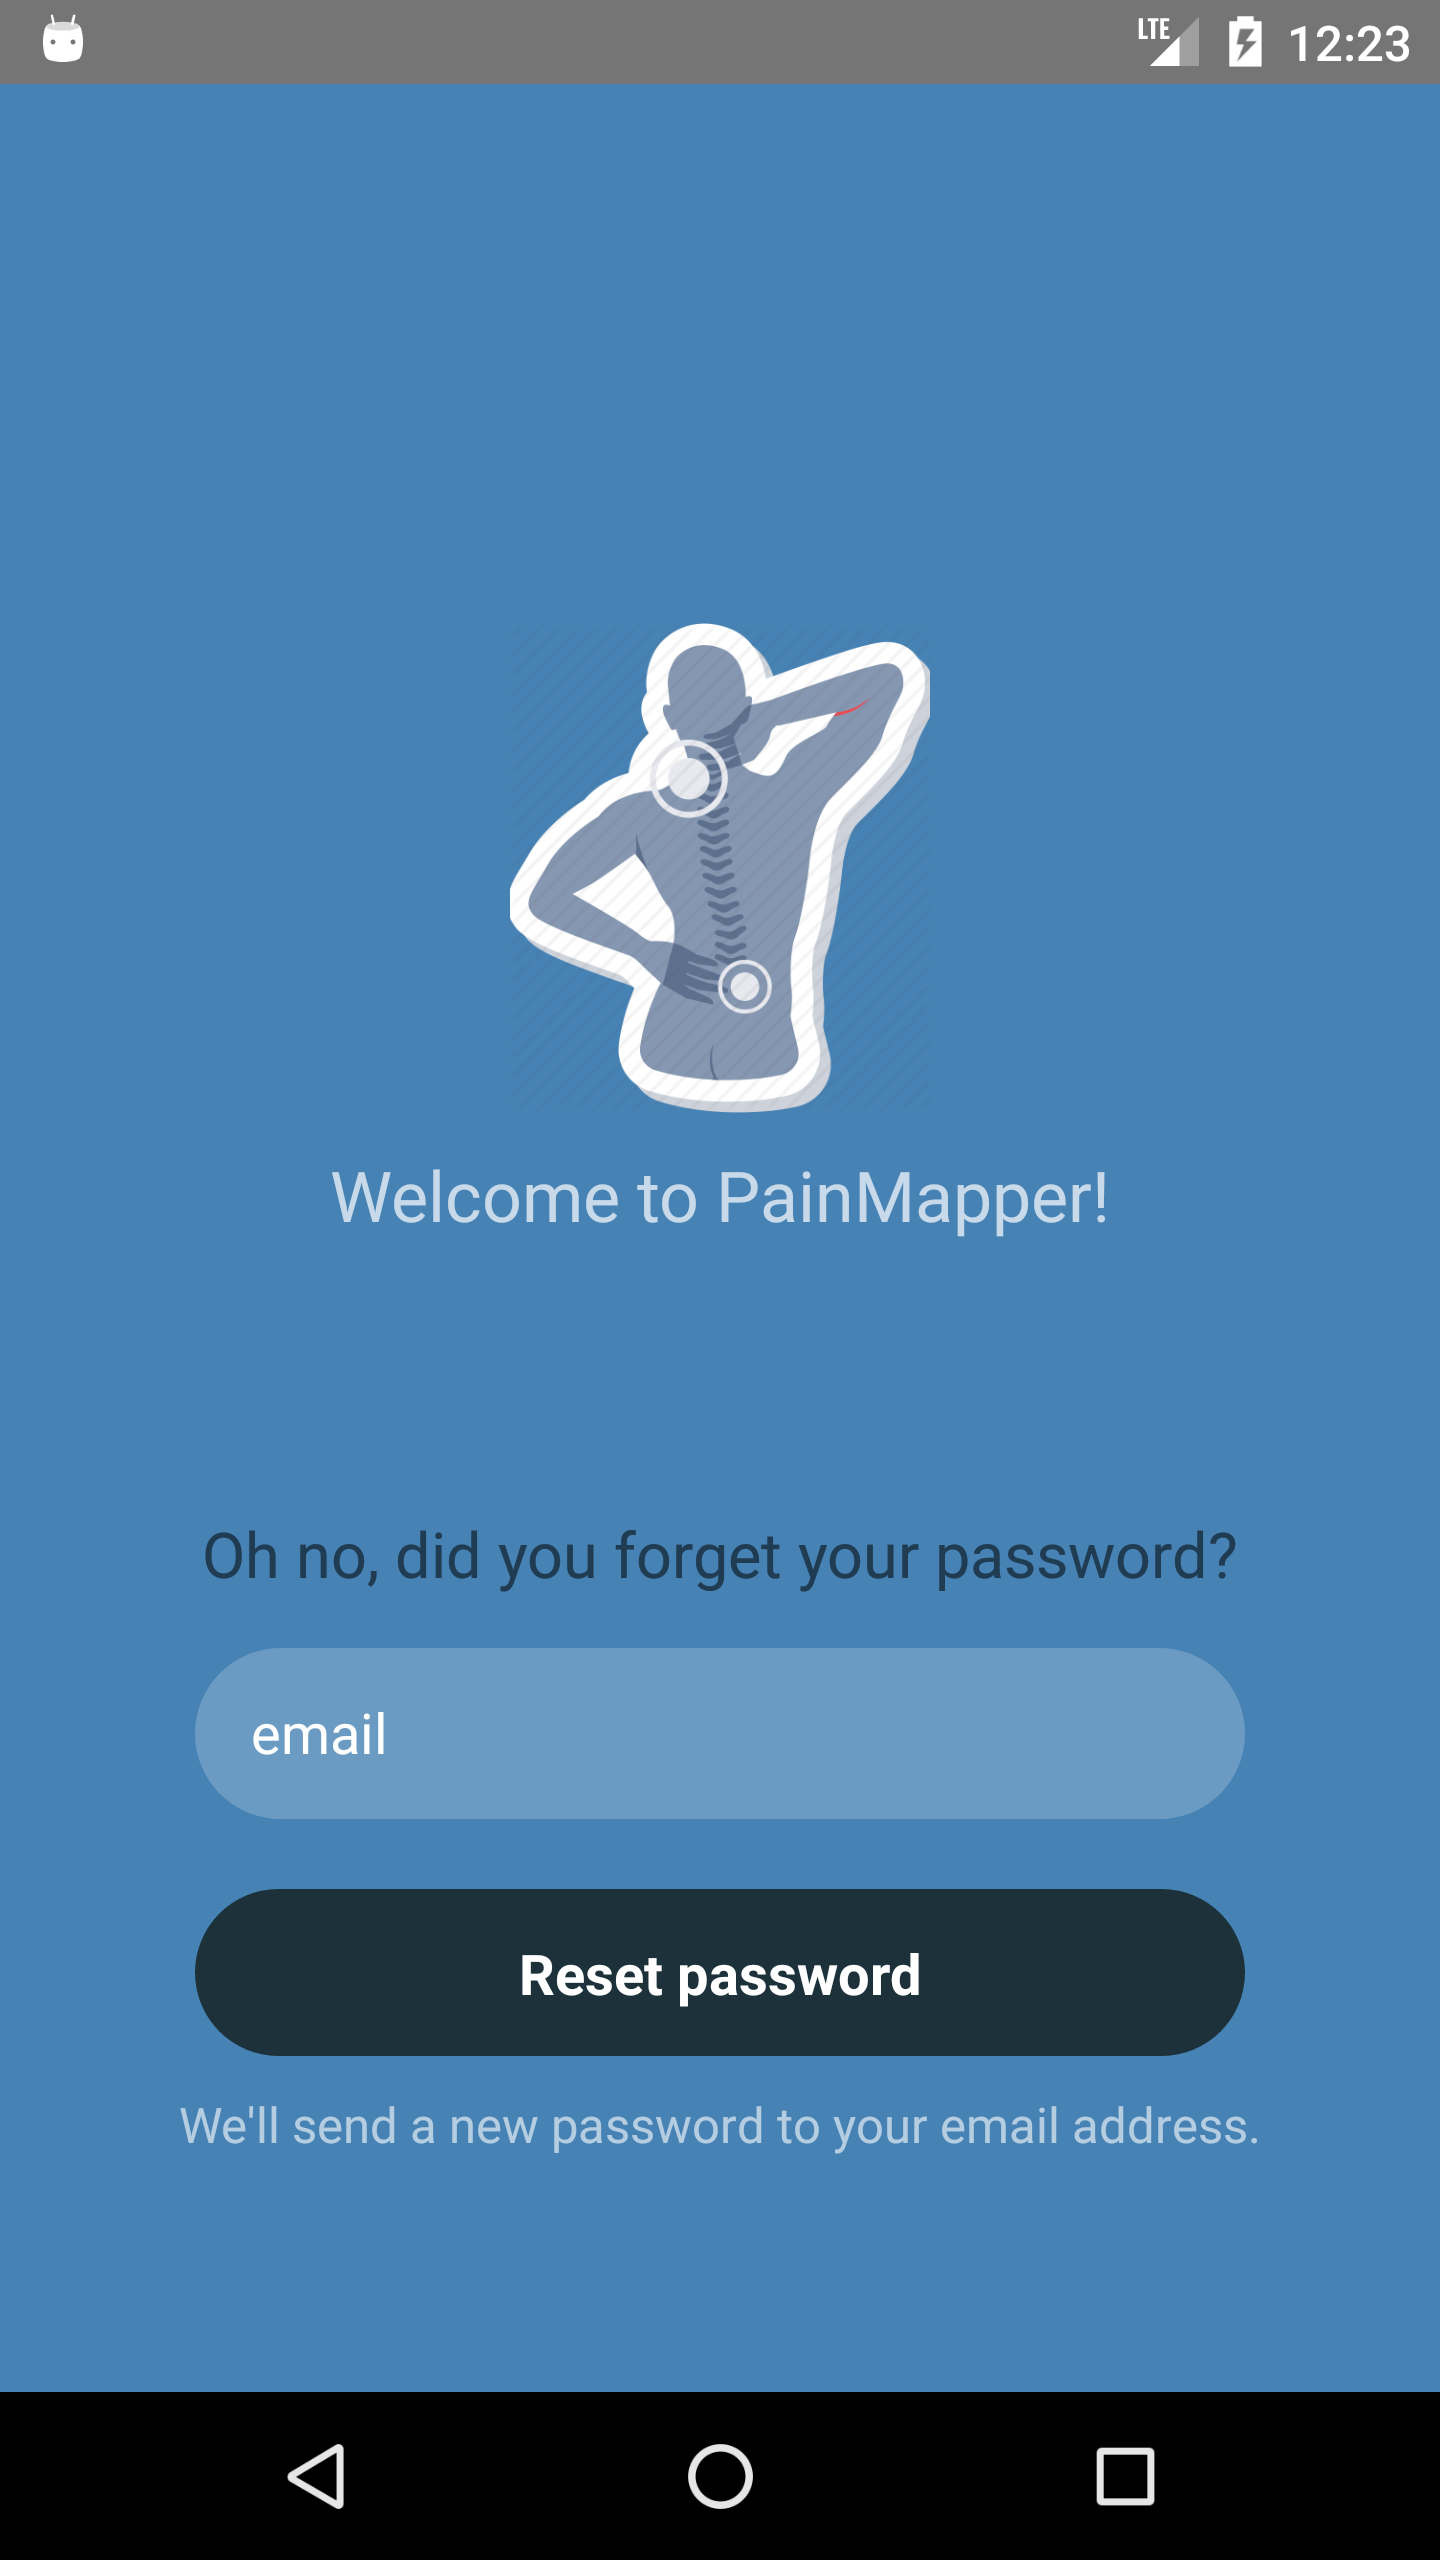 LTE 12:23
Welcome to PainMapper!
Oh no, did you forget your password?
email
Reset password
We'll send a new password to your email address.